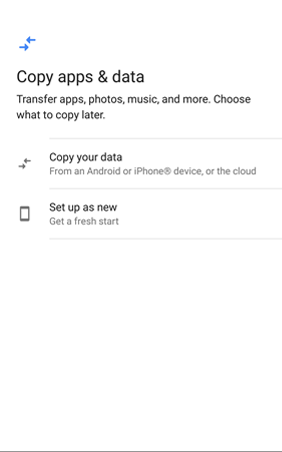 Copy apps & data
Transfer apps, photos, music, and more. Choose
what to copy later.
Copy your data
From an Android or iPhone® device, or the cloud
Set up as new
Get a fresh start